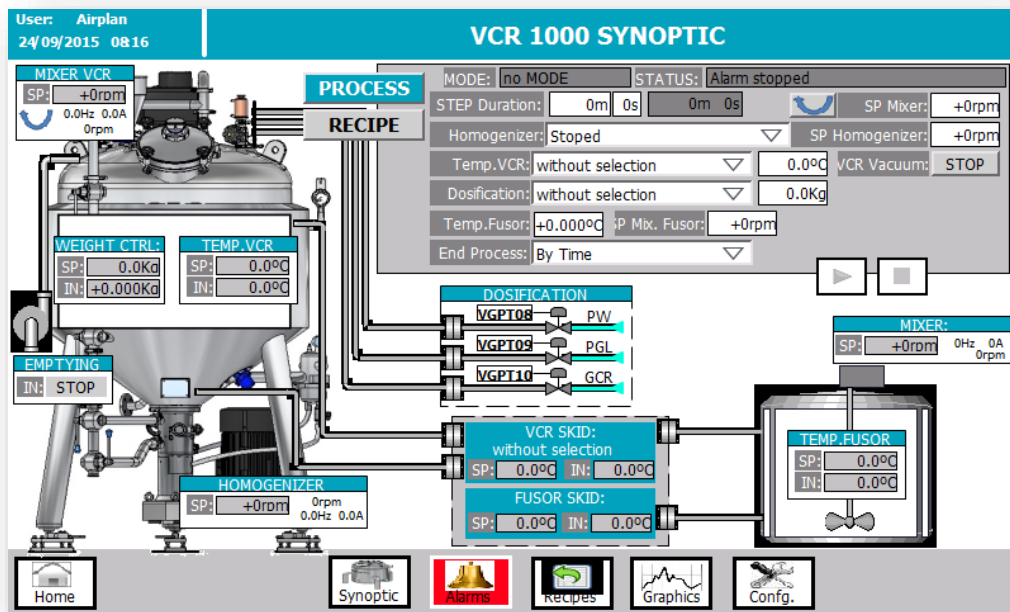 User: Airplan
24/09/2015 0816
VCR 1000 SYNOPTIC
MIXER VCR
SP: +0rpm
0.0Hz 0.0A
0rpm
PROCESS
RECIPE
MODE: no MODE STATUS: Alarm stopped
STEP Duration: 0m 0s 0m 0s SP Mixer: +0rpm
Homogenizer: Stoped SP Homogenizer: +0rpm
Temp.VCR: without selection 0.0ºC VCR Vacuum: STOP
Dosification: without selection 0.0Kg
Temp.Fusor: +0.000ºC SP Mix. Fusor: +0rpm
End Process: By Time
WEIGHT CTRL:
SP: 0.0Kg
IN: +0.000Kg
TEMP.VCR
SP: 0.0ºC
IN: 0.0ºC
EMPTYING
IN: STOP
DOSIFICATION
VGPT08 PW
VGPT09 PGL
VGPT10 GCR
MIXER:
SP: +0rpm 0Hz 0A
0rpm
VCR SKID:
without selection
SP: 0.0ºC IN: 0.0ºC
FUSOR SKID:
SP: 0.0ºC IN: 0.0ºC
TEMP.FUSOR
SP: 0.0ºC
IN: 0.0ºC
HOMOGENIZER
SP: +0rpm 0rpm
0.0Hz 0.0A
Home
Synoptic
Alarms
Recipes
Graphics
Confg.